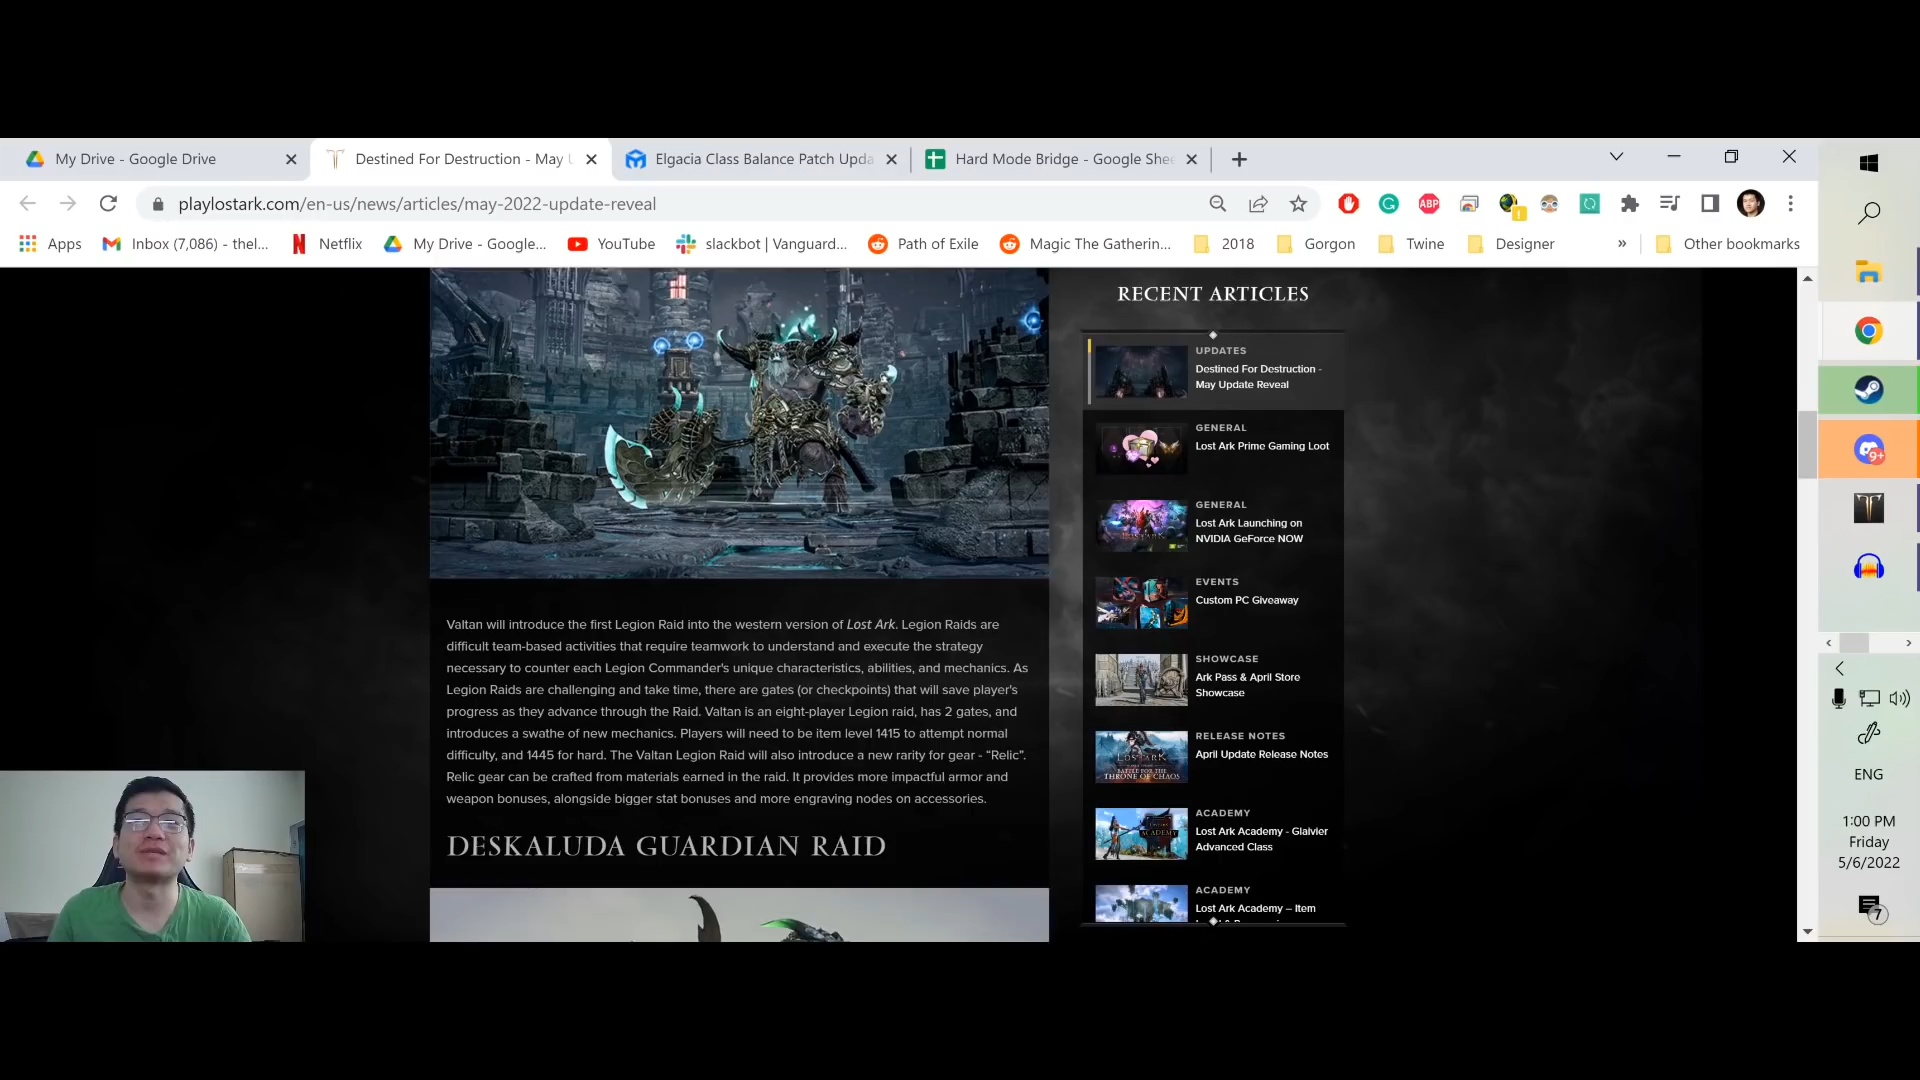 My Drive - Google Drive
Destined For Destruction - May
Elgacia Class Balance Patch Upda
Hard Mode Bridge - Google Shee
playlostark.com/en-us/news/articles/may-2022-update-reveal
ABP
Apps
Inbox (7,086) - thel...
Netflix
My Drive - Google...
YouTube
slackbot | Vanguard...
Path of Exile
Magic The Gatherin...
2018
Gorgon
Twine
Designer
»
Other bookmarks
Valtan will introduce the first Legion Raid into the western version of Lost Ark. Legion Raids are
difficult team-based activities that require teamwork to understand and execute the strategy
necessary to counter each Legion Commander's unique characteristics, abilities, and mechanics. As
Legion Raids are challenging and take time, there are gates (or checkpoints) that will save player's
progress as they advance through the Raid. Valtan is an eight-player Legion raid, has 2 gates, and
introduces a swathe of new mechanics. Players will need to be item level 1415 to attempt normal
difficulty, and 1445 for hard. The Valtan Legion Raid will also introduce a new rarity for gear - “Relic”.
Relic gear can be crafted from materials earned in the raid. It provides more impactful armor and
weapon bonuses, alongside bigger stat bonuses and more engraving nodes on accessories.
DESKALUDA GUARDIAN RAID
RECENT ARTICLES
UPDATES
Destined For Destruction -
May Update Reveal
GENERAL
Lost Ark Prime Gaming Loot
GENERAL
Lost Ark Launching on
NVIDIA GeForce NOW
EVENTS
Custom PC Giveaway
SHOWCASE
Ark Pass & April Store
Showcase
RELEASE NOTES
April Update Release Notes
LOST ARK
BATTLE FOR THE
THRONE OF CHAOS
ACADEMY
Lost Ark Academy - Glaivier
Advanced Class
ACADEMY
Lost Ark Academy – Item
9+
ENG
1:00 PM
Friday
5/6/2022
7